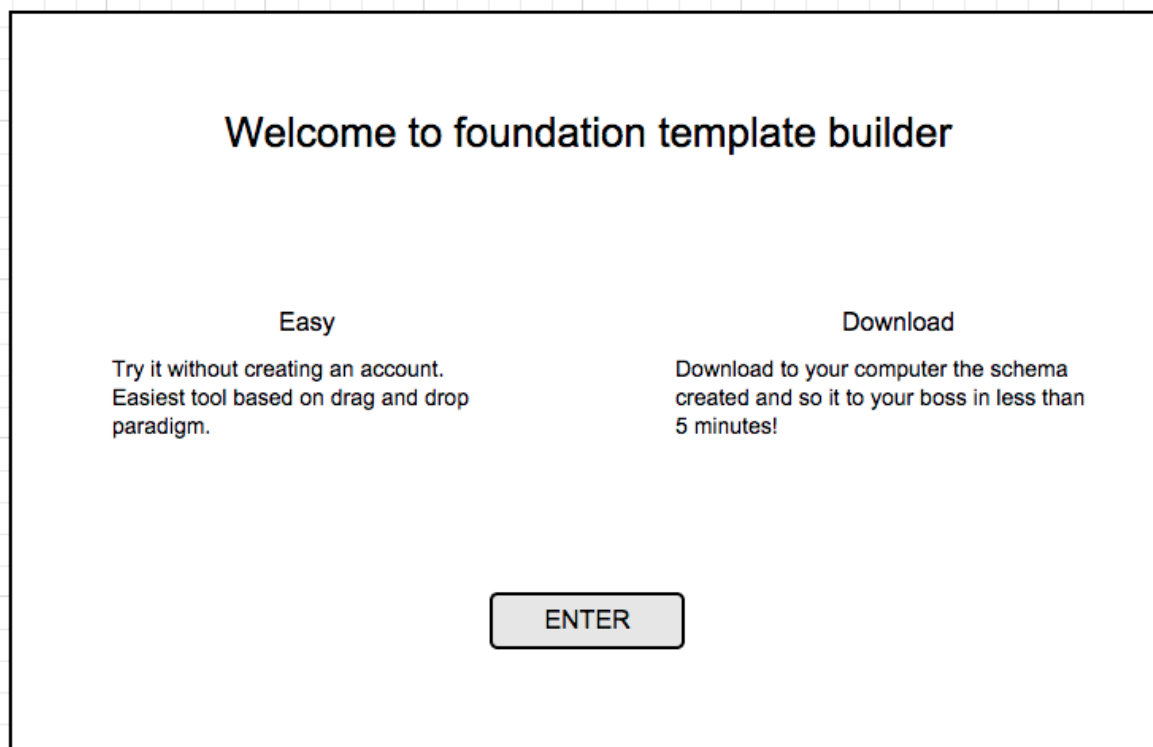 Welcome to foundation template builder
Easy
Try it without creating an account.
Easiest tool based on drag and drop
paradigm.
Download
Download to your computer the schema
created and so it to your boss in less than
5 minutes!
ENTER